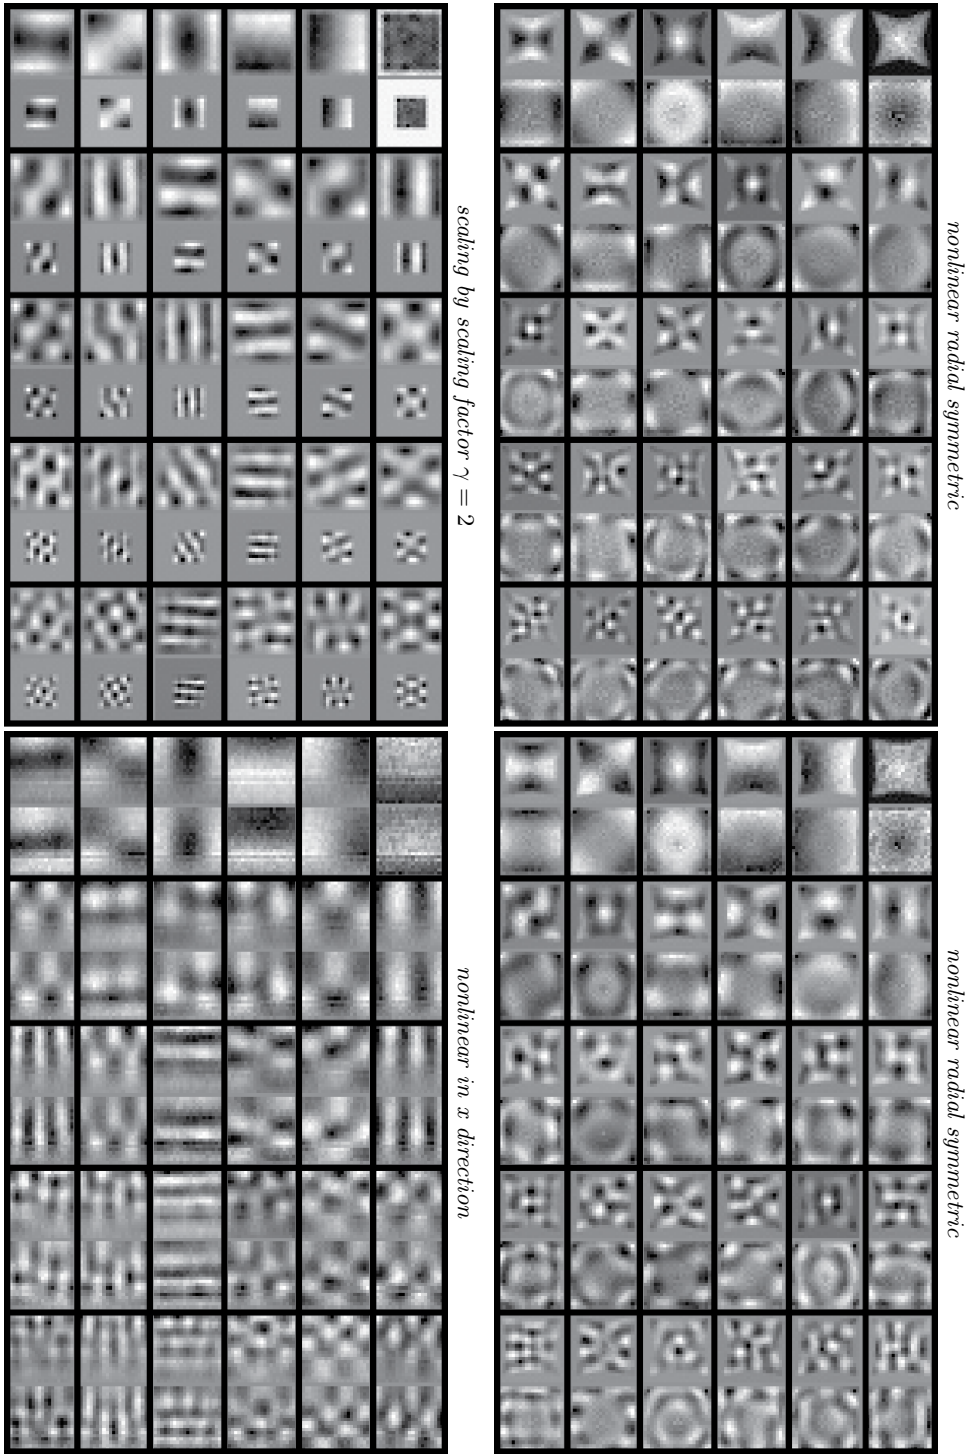 scaling by scaling factor γ = 2
nonlinear radial symmetric
nonlinear in x direction
nonlinear radial symmetric